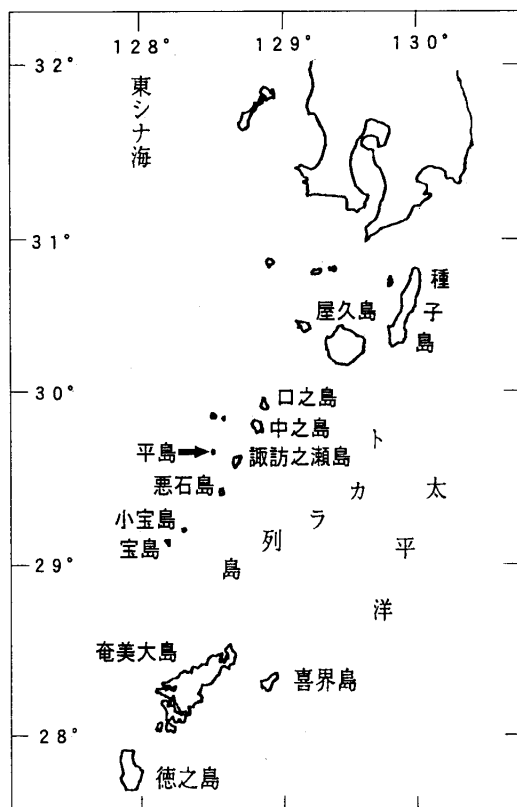 128°
129°
130°
32°
東シナ海
31°
種子島
屋久島
30°
口之島
中之島
平島
諏訪之瀬島
悪石島
小宝島
宝島
トカラ列島
太平洋
29°
奄美大島
喜界島
28°
徳之島
128°
129°
130°